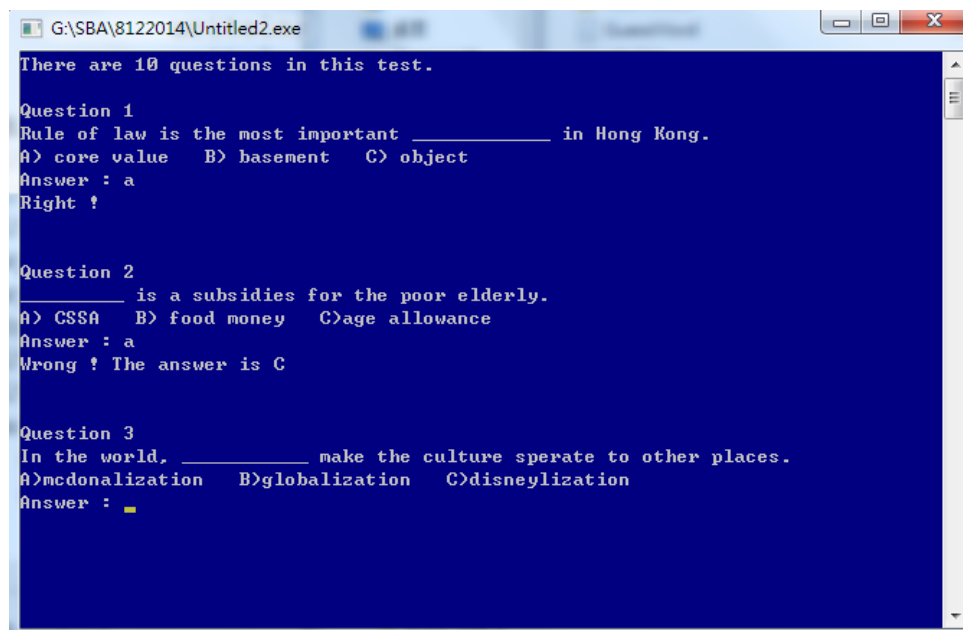 G:\SBA\8122014\Untitled2.exe
There are 10 questions in this test.
Question 1
Rule of law is the most important ____________ in Hong Kong.
A) core value   B) basement   C) object
Answer : a
Right !
Question 2
_________ is a subsidies for the poor elderly.
A) CSSA   B) food money   C)age allowance
Answer : a
Wrong ! The answer is C
Question 3
In the world, ___________ make the culture sperate to other places.
A)mcdonalization   B)globalization   C)disneylization
Answer : _